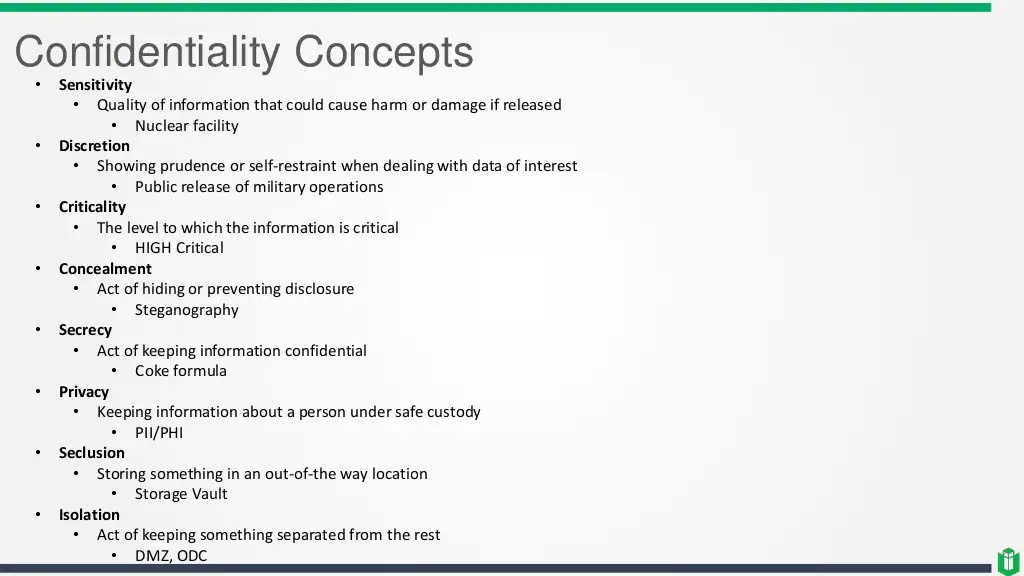 Confidentiality Concepts
• Sensitivity
• Quality of information that could cause harm or damage if released
• Nuclear facility
• Discretion
• Showing prudence or self-restraint when dealing with data of interest
• Public release of military operations
• Criticality
• The level to which the information is critical
• HIGH Critical
• Concealment
• Act of hiding or preventing disclosure
• Steganography
• Secrecy
• Act of keeping information confidential
• Coke formula
• Privacy
• Keeping information about a person under safe custody
• PII/PHI
• Seclusion
• Storing something in an out-of-the way location
• Storage Vault
• Isolation
• Act of keeping something separated from the rest
• DMZ, ODC